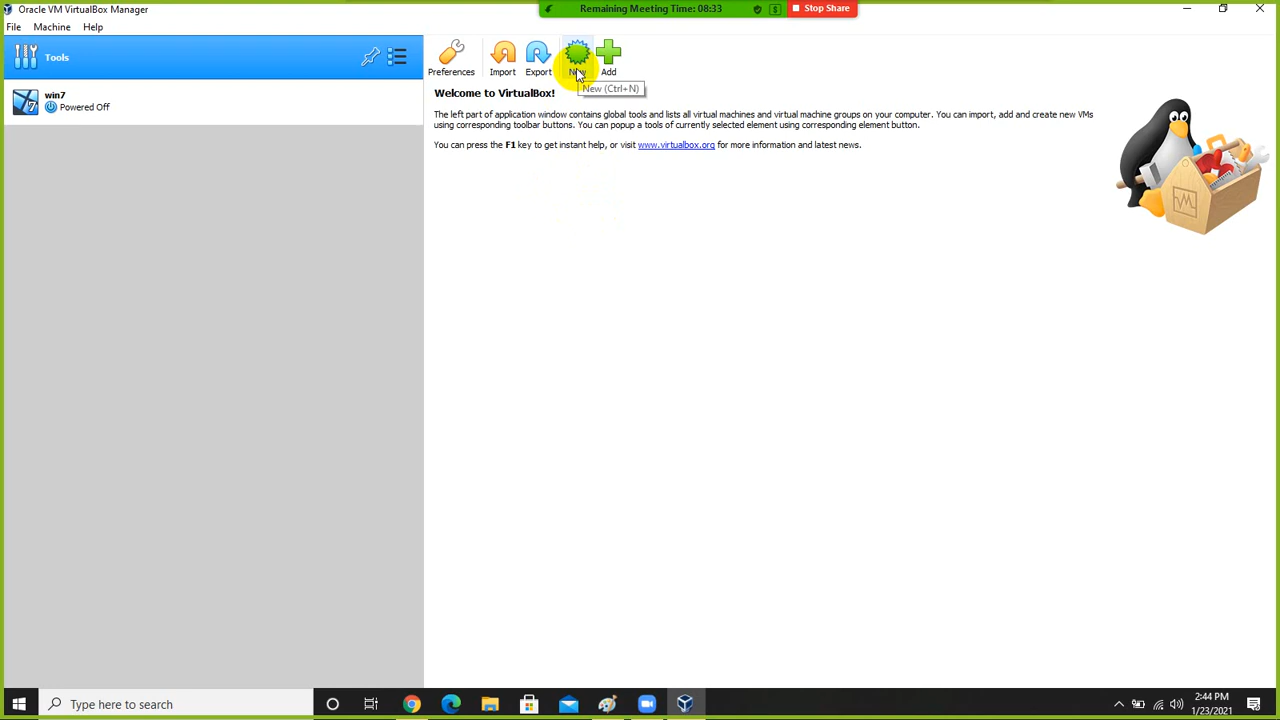 Oracle VM VirtualBox Manager
Remaining Meeting Time: 08:33
Stop Share
File Machine Help
Tools
Preferences Import Export New Add
New (Ctrl+N)
win7
Powered Off
Welcome to VirtualBox!
The left part of application window contains global tools and lists all virtual machines and virtual machine groups on your computer. You can import, add and create new VMs
using corresponding toolbar buttons. You can popup a tools of currently selected element using corresponding element button.
You can press the F1 key to get instant help, or visit www.virtualbox.org for more information and latest news.
Type here to search
2:44 PM
1/23/2021